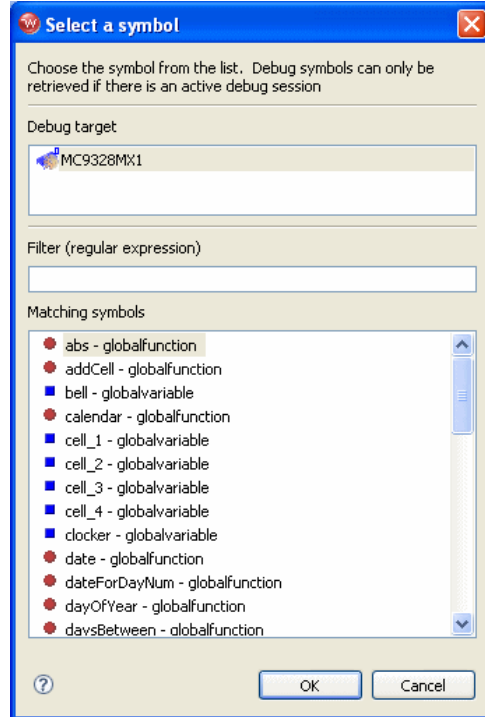 Select a symbol
Choose the symbol from the list. Debug symbols can only be
retrieved if there is an active debug session
Debug target
MC9328MX1
Filter (regular expression)
Matching symbols
abs - globalfunction
addCell - globalfunction
bell - globalvariable
calendar - globalfunction
cell_1 - globalvariable
cell_2 - globalvariable
cell_3 - globalvariable
cell_4 - globalvariable
clocker - globalvariable
date - globalfunction
dateForDayNum - globalfunction
dayOfYear - globalfunction
daysBetween - globalfunction
?
OK Cancel